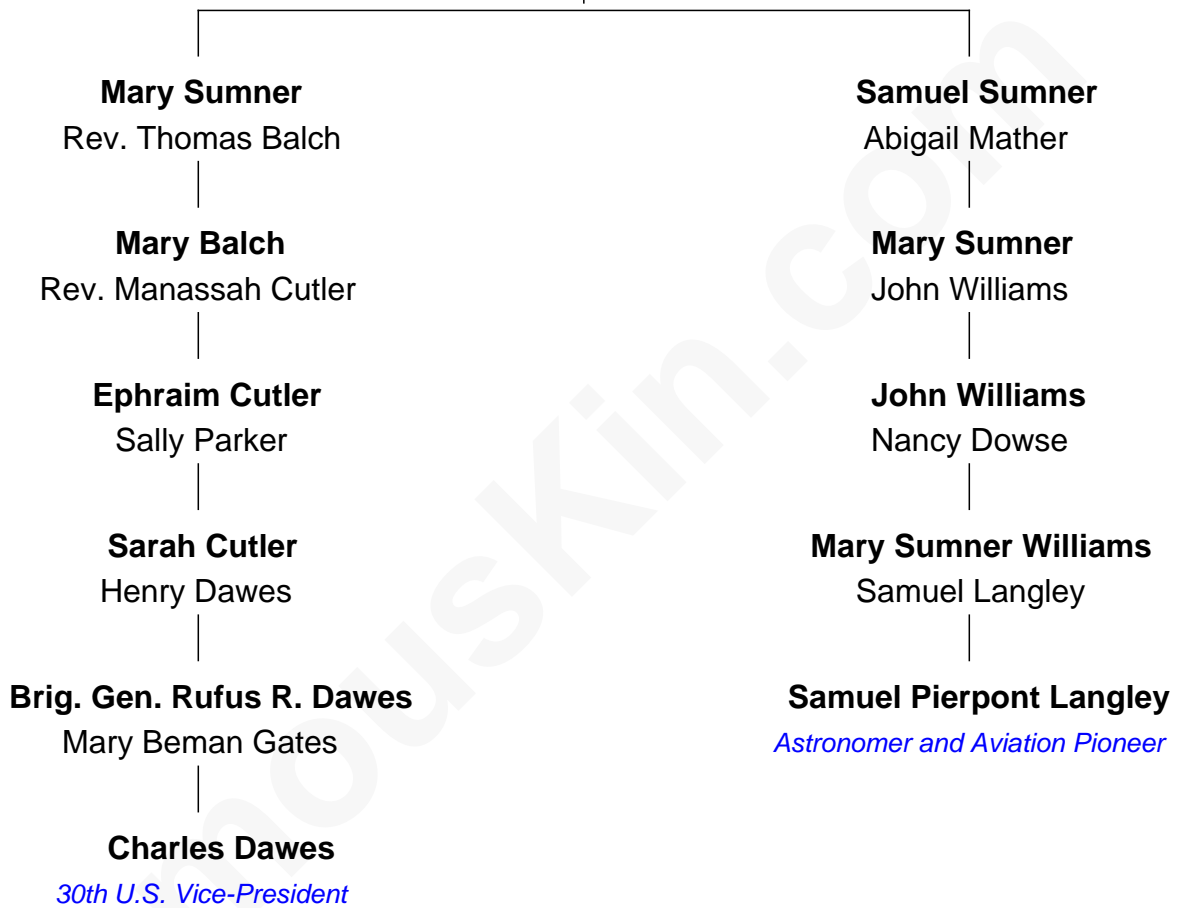 Mary Sumner
Rev. Thomas Balch
Samuel Sumner
Abigail Mather
Mary Balch
Rev. Manassah Cutler
Mary Sumner
John Williams
Ephraim Cutler
Sally Parker
John Williams
Nancy Dowse
Sarah Cutler
Henry Dawes
Mary Sumner Williams
Samuel Langley
Brig. Gen. Rufus R. Dawes
Mary Beman Gates
Samuel Pierpont Langley
Astronomer and Aviation Pioneer
Charles Dawes
30th U.S. Vice-President
mouskin.com